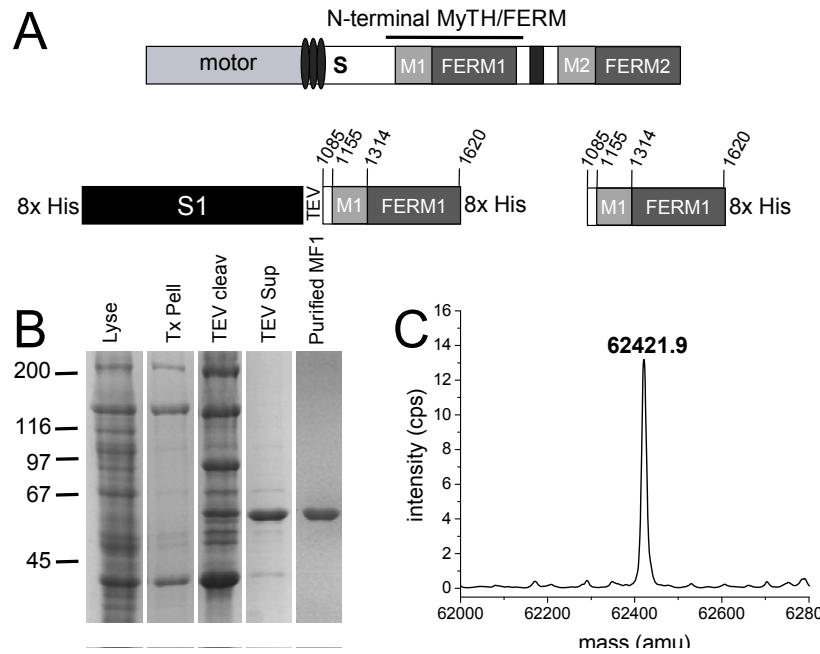 A
N-terminal MyTH/FERM
motor S M1 FERM1 M2 FERM2
1085 1155 1314 1620 1085 1155 1314 1620
8x His S1 TEV M1 FERM1 8x His M1 FERM1 8x His
B
Lyse
Tx Pell
TEV cleav
TEV Sup
Purified MF1
200
116
97
67
45
C
62421.9
intensity (cps)
16
14
12
10
8
6
4
2
0
62000 62200 62400 62600 6280
mass (amu)